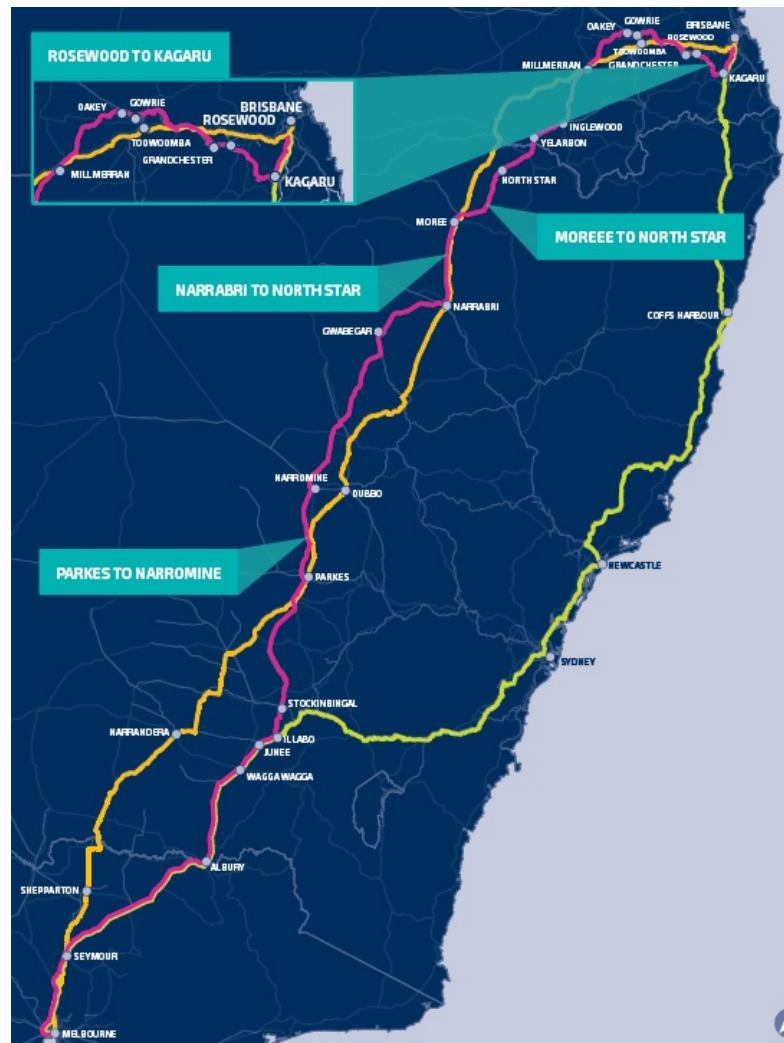 ROSEWOOD TO KAGARU
OAKEY
GOWRIE
BRISBANE
ROSEWOOD
TOOWOOMBA
GRANDCHESTER
MILLMERRAN
KAGARU
OAKEY
GOWRIE
BRISBANE
ROSEWOOD
TOOWOOMBA
MILLMERRAN
GRANDCHESTER
KAGARU
INGLEWOOD
YELARBON
NORTH STAR
MOREE
MOREEE TO NORTH STAR
NARRABRI TO NORTH STAR
NARRABRI
COFFS HARBOUR
GWABEGAR
NARROMINE
DUBBO
PARKES TO NARROMINE
PARKES
NEWCASTLE
SYDNEY
STOCKINBINGAL
NARRANDERA
ILLABO
JUNEE
WAGGA WAGGA
ALBURY
SHEPPARTON
SEYMOUR
MELBOURNE